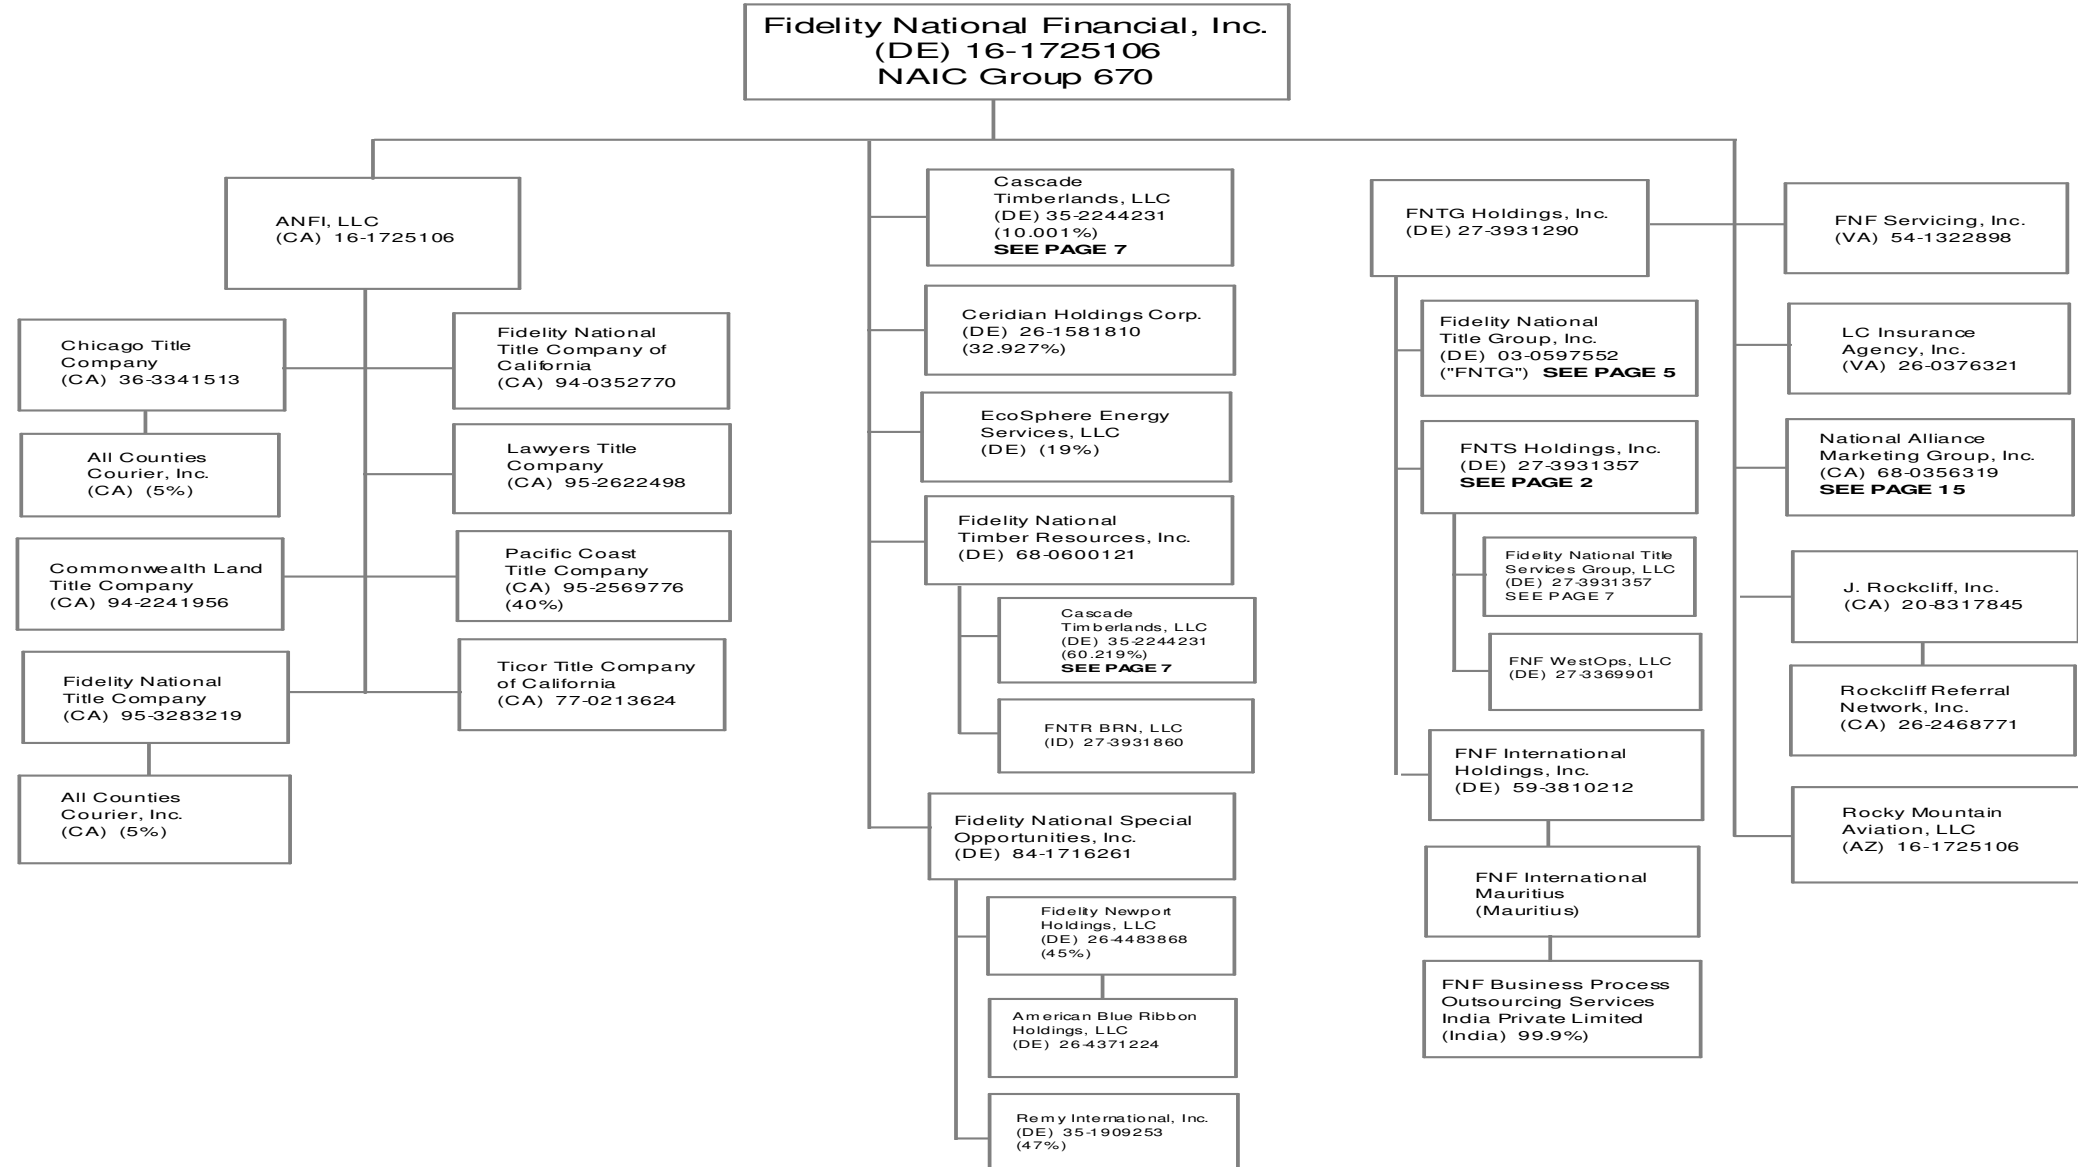 Fidelity National Financial, Inc.
(DE) 16-1725106
NAIC Group 670
ANFI, LLC
(CA) 16-1725106
Chicago Title
Company
(CA) 36-3341513
All Counties
Courier, Inc.
(CA) (5%)
Commonwealth Land
Title Company
(CA) 94-2241956
Fidelity National
Title Company
(CA) 95-3283219
All Counties
Courier, Inc.
(CA) (5%)
Fidelity National
Title Company of
California
(CA) 94-0352770
Lawyers Title
Company
(CA) 95-2622498
Pacific Coast
Title Company
(CA) 95-2569776
(40%)
Ticor Title Company
of California
(CA) 77-0213624
Cascade
Timberlands, LLC
(DE) 35-2244231
(10.001%)
SEE PAGE 7
Ceridian Holdings Corp.
(DE) 26-1581810
(32.927%)
EcoSphere Energy
Services, LLC
(DE) (19%)
Fidelity National
Timber Resources, Inc.
(DE) 68-0600121
Cascade
Timberlands, LLC
(DE) 35-2244231
(60.219%)
SEE PAGE 7
FNTR BRN, LLC
(ID) 27-3931860
Fidelity National Special
Opportunities, Inc.
(DE) 84-1716261
Fidelity Newport
Holdings, LLC
(DE) 26-4483868
(45%)
American Blue Ribbon
Holdings, LLC
(DE) 26-4371224
Remy International, Inc.
(DE) 35-1909253
(47%)
FNTG Holdings, Inc.
(DE) 27-3931290
Fidelity National
Title Group, Inc.
(DE) 03-0597552
("FNTG") SEE PAGE 5
FNTS Holdings, Inc.
(DE) 27-3931357
SEE PAGE 2
Fidelity National Title
Services Group, LLC
(DE) 27-3931357
SEE PAGE 7
FNF WestOps, LLC
(DE) 27-3369901
FNF International
Holdings, Inc.
(DE) 59-3810212
FNF International
Mauritius
(Mauritius)
FNF Business Process
Outsourcing Services
India Private Limited
(India) 99.9%)
FNF Servicing, Inc.
(VA) 54-1322898
LC Insurance
Agency, Inc.
(VA) 26-0376321
National Alliance
Marketing Group, Inc.
(CA) 68-0356319
SEE PAGE 15
J. Rockcliff, Inc.
(CA) 20-8317845
Rockcliff Referral
Network, Inc.
(CA) 26-2468771
Rocky Mountain
Aviation, LLC
(AZ) 16-1725106